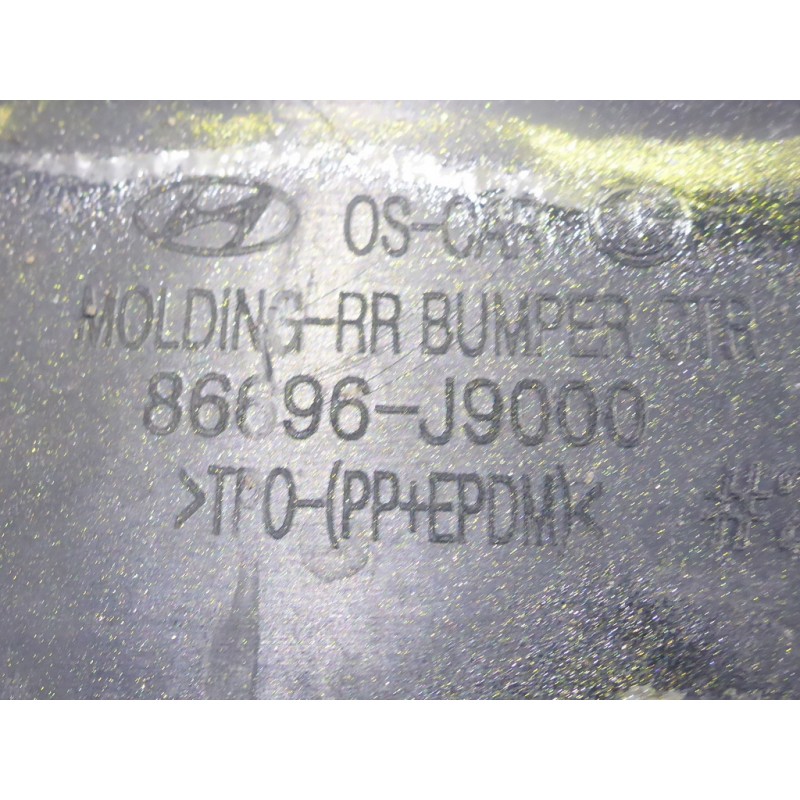 OS-CAR
MOLDING-RR BUMPER CTR
86696-J9000
>TPO-(PP+EPDM)<
#